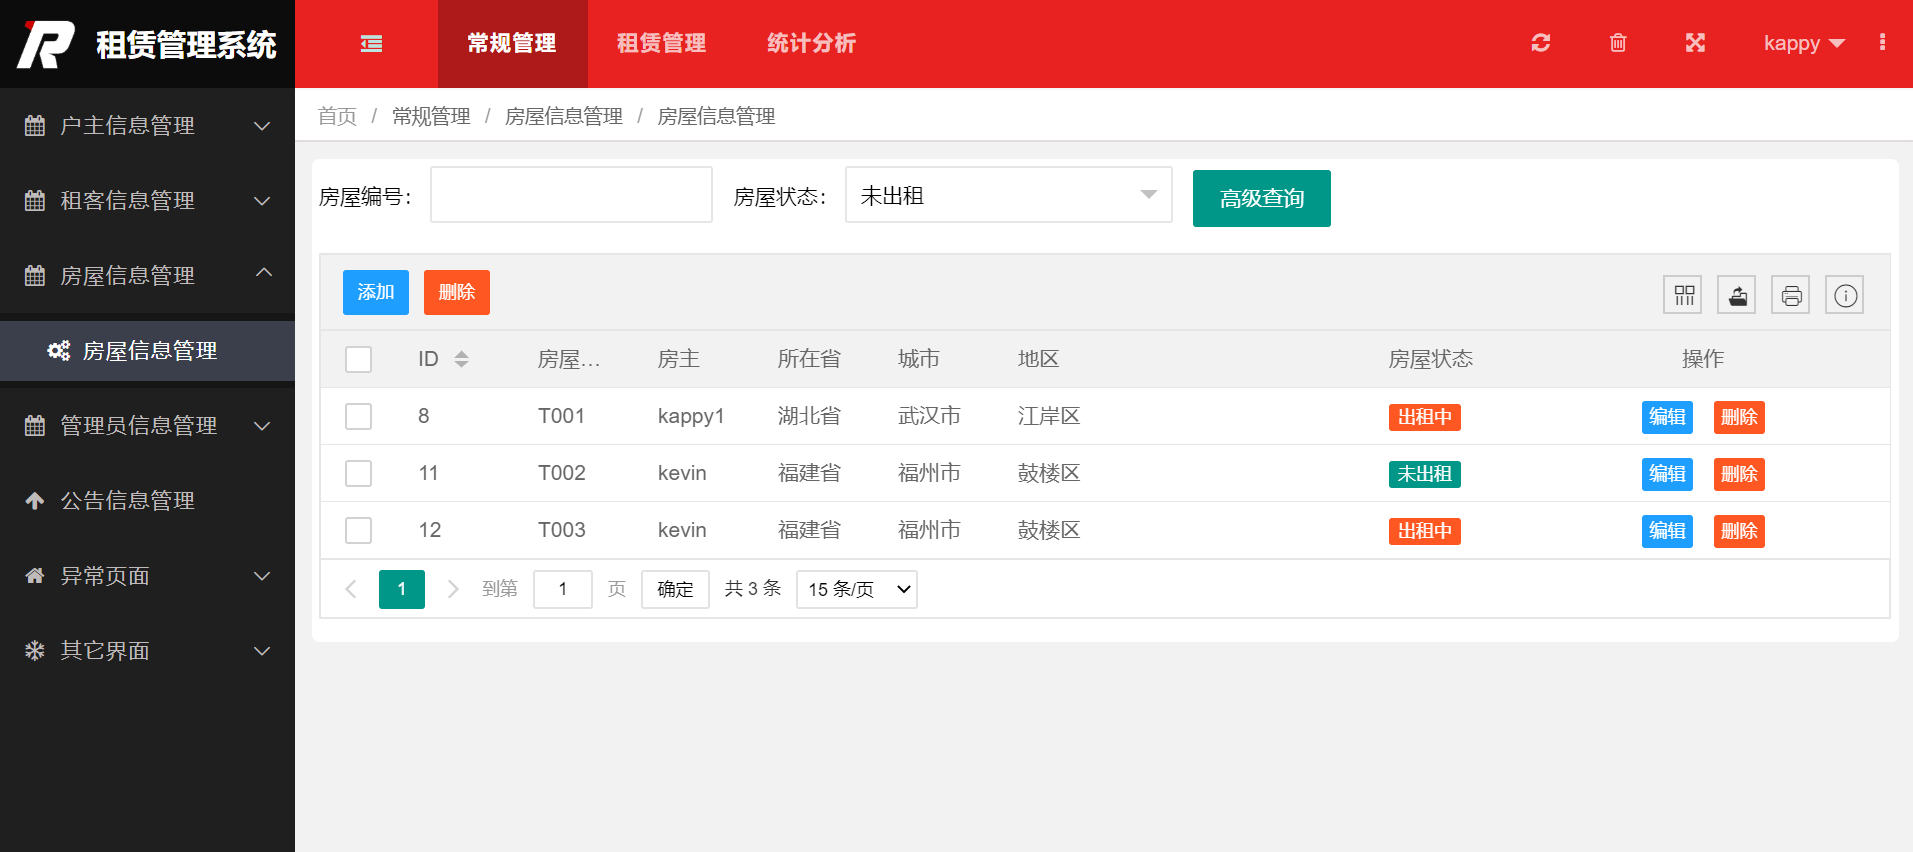 租赁管理系统
常规管理 租赁管理 统计分析 kappy
户主信息管理
租客信息管理
房屋信息管理
房屋信息管理
管理员信息管理
公告信息管理
异常页面
其它界面
首页 / 常规管理 / 房屋信息管理 / 房屋信息管理
房屋编号： 房屋状态： 未出租 高级查询
添加 删除
ID 房屋... 房主 所在省 城市 地区 房屋状态 操作
8 T001 kappy1 湖北省 武汉市 江岸区 出租中 编辑 删除
11 T002 kevin 福建省 福州市 鼓楼区 未出租 编辑 删除
12 T003 kevin 福建省 福州市 鼓楼区 出租中 编辑 删除
1 到第 1 页 确定 共 3 条 15 条/页